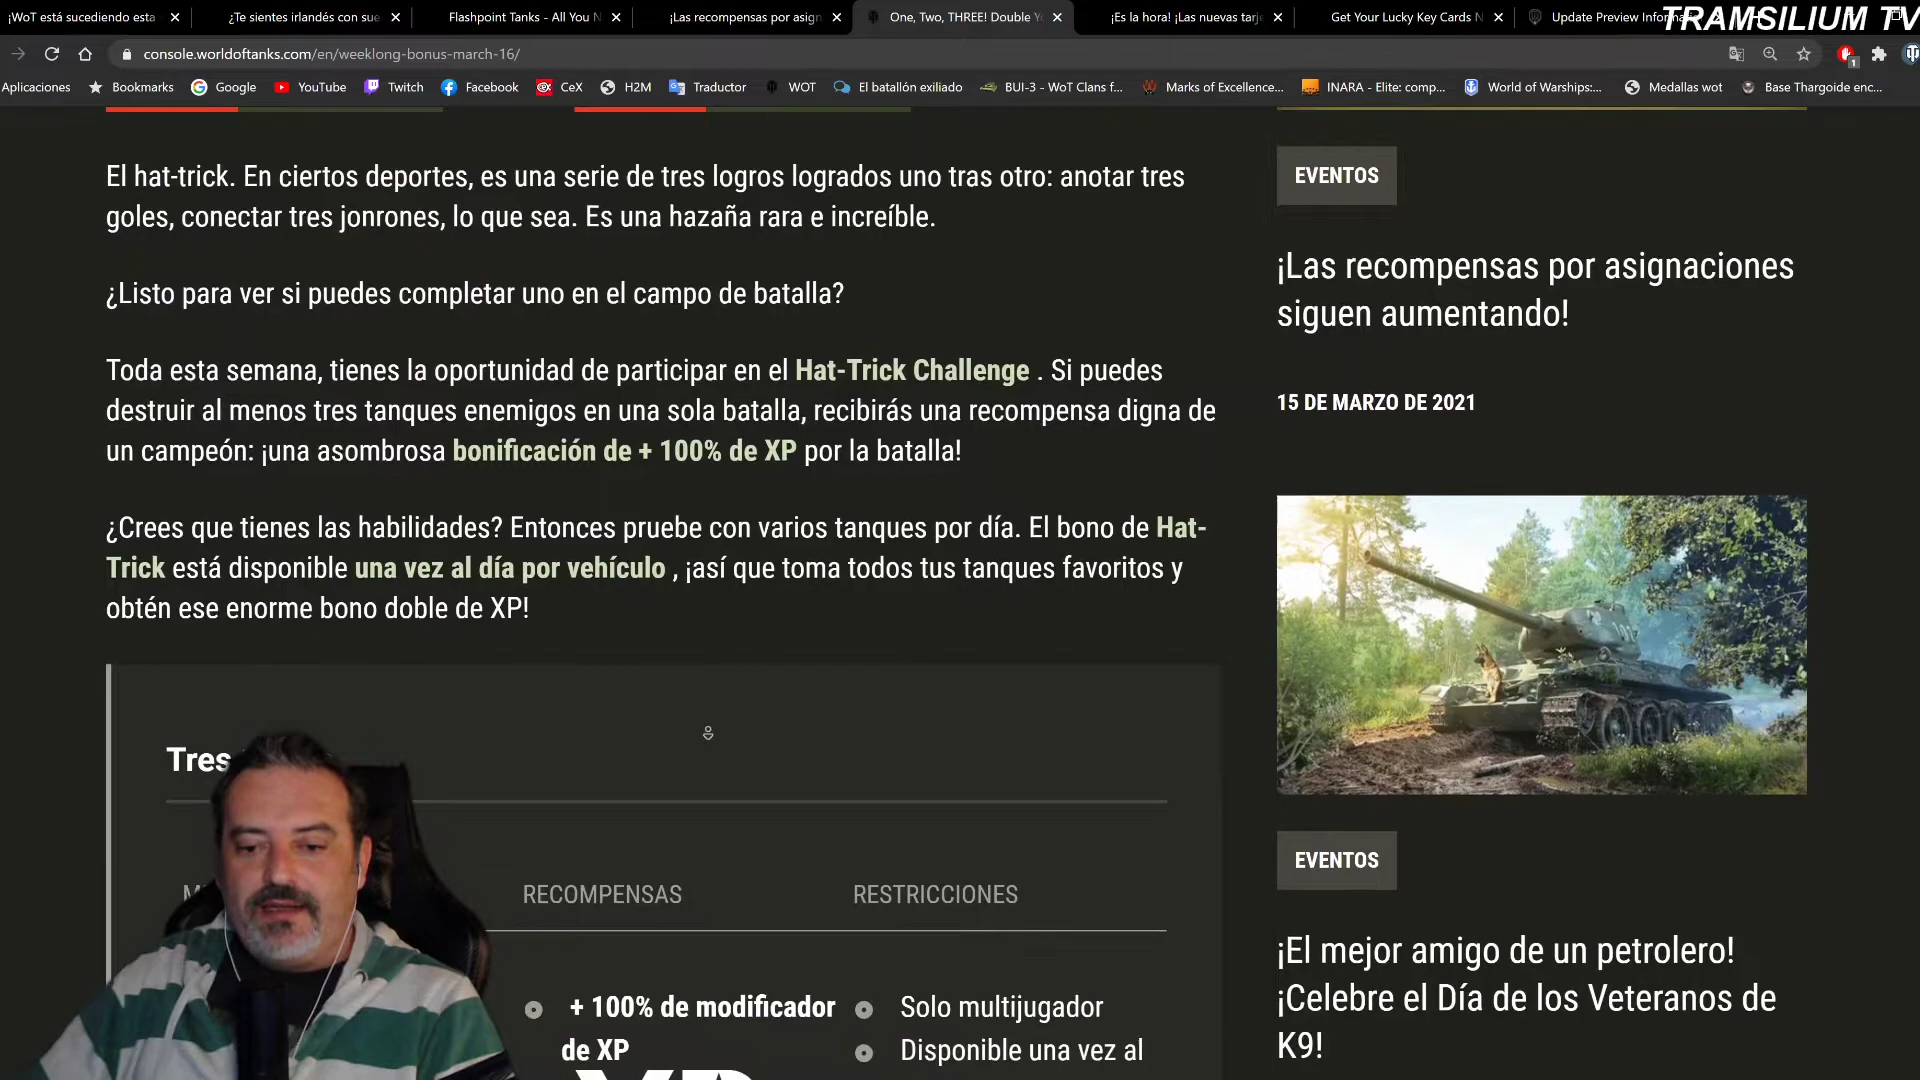 ¡WoT está sucediendo esta
¿Te sientes irlandés con sue
Flashpoint Tanks - All You N
¡Las recompensas por asign
One, Two, THREE! Double Yo
¡Es la hora! ¡Las nuevas tarje
Get Your Lucky Key Cards N
Update Preview
TRAMSILIUM TV
console.worldoftanks.com/en/weeklong-bonus-march-16/
1
Aplicaciones
Bookmarks
Google
YouTube
Twitch
Facebook
CeX
H2M
Traductor
WOT
El batallón exiliado
BUI-3 - WoT Clans f...
Marks of Excellence...
INARA - Elite: comp...
World of Warships:...
Medallas wot
Base Thargoide enc...
El hat-trick. En ciertos deportes, es una serie de tres logros logrados uno tras otro: anotar tres
goles, conectar tres jonrones, lo que sea. Es una hazaña rara e increíble.
¿Listo para ver si puedes completar uno en el campo de batalla?
Toda esta semana, tienes la oportunidad de participar en el Hat-Trick Challenge . Si puedes
destruir al menos tres tanques enemigos en una sola batalla, recibirás una recompensa digna de
un campeón: ¡una asombrosa bonificación de + 100% de XP por la batalla!
¿Crees que tienes las habilidades? Entonces pruebe con varios tanques por día. El bono de Hat-
Trick está disponible una vez al día por vehículo , ¡así que toma todos tus tanques favoritos y
obtén ese enorme bono doble de XP!
Tres
RECOMPENSAS
RESTRICCIONES
+ 100% de modificador
de XP
Solo multijugador
Disponible una vez al
EVENTOS
¡Las recompensas por asignaciones
siguen aumentando!
15 DE MARZO DE 2021
EVENTOS
¡El mejor amigo de un petrolero!
¡Celebre el Día de los Veteranos de
K9!